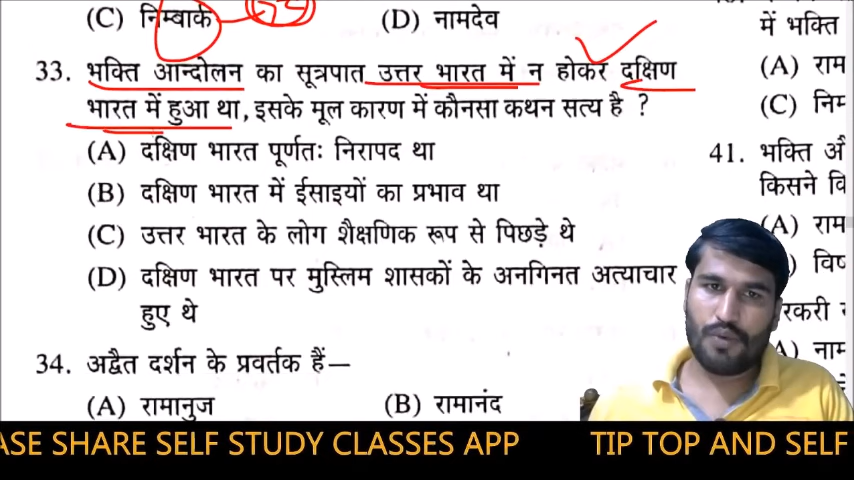 (C) निम्बार्क
(D) नामदेव
33. भक्ति आन्दोलन का सूत्रपात उत्तर भारत में न होकर दक्षिण
भारत में हुआ था, इसके मूल कारण में कौनसा कथन सत्य है ?
(A) दक्षिण भारत पूर्णतः निरापद था
(B) दक्षिण भारत में ईसाइयों का प्रभाव था
(C) उत्तर भारत के लोग शैक्षणिक रूप से पिछड़े थे
(D) दक्षिण भारत पर मुस्लिम शासकों के अनगिनत अत्याचार
हुए थे
34. अद्वैत दर्शन के प्रवर्तक हैं—
(A) रामानुज
(B) रामानंद
में भक्ति
(A) राम
(C) निम
41. भक्ति औ
किसने वि
(A) राम
) विष
रकरी
A) नाम
ASE SHARE SELF STUDY CLASSES APP
TIP TOP AND SELF